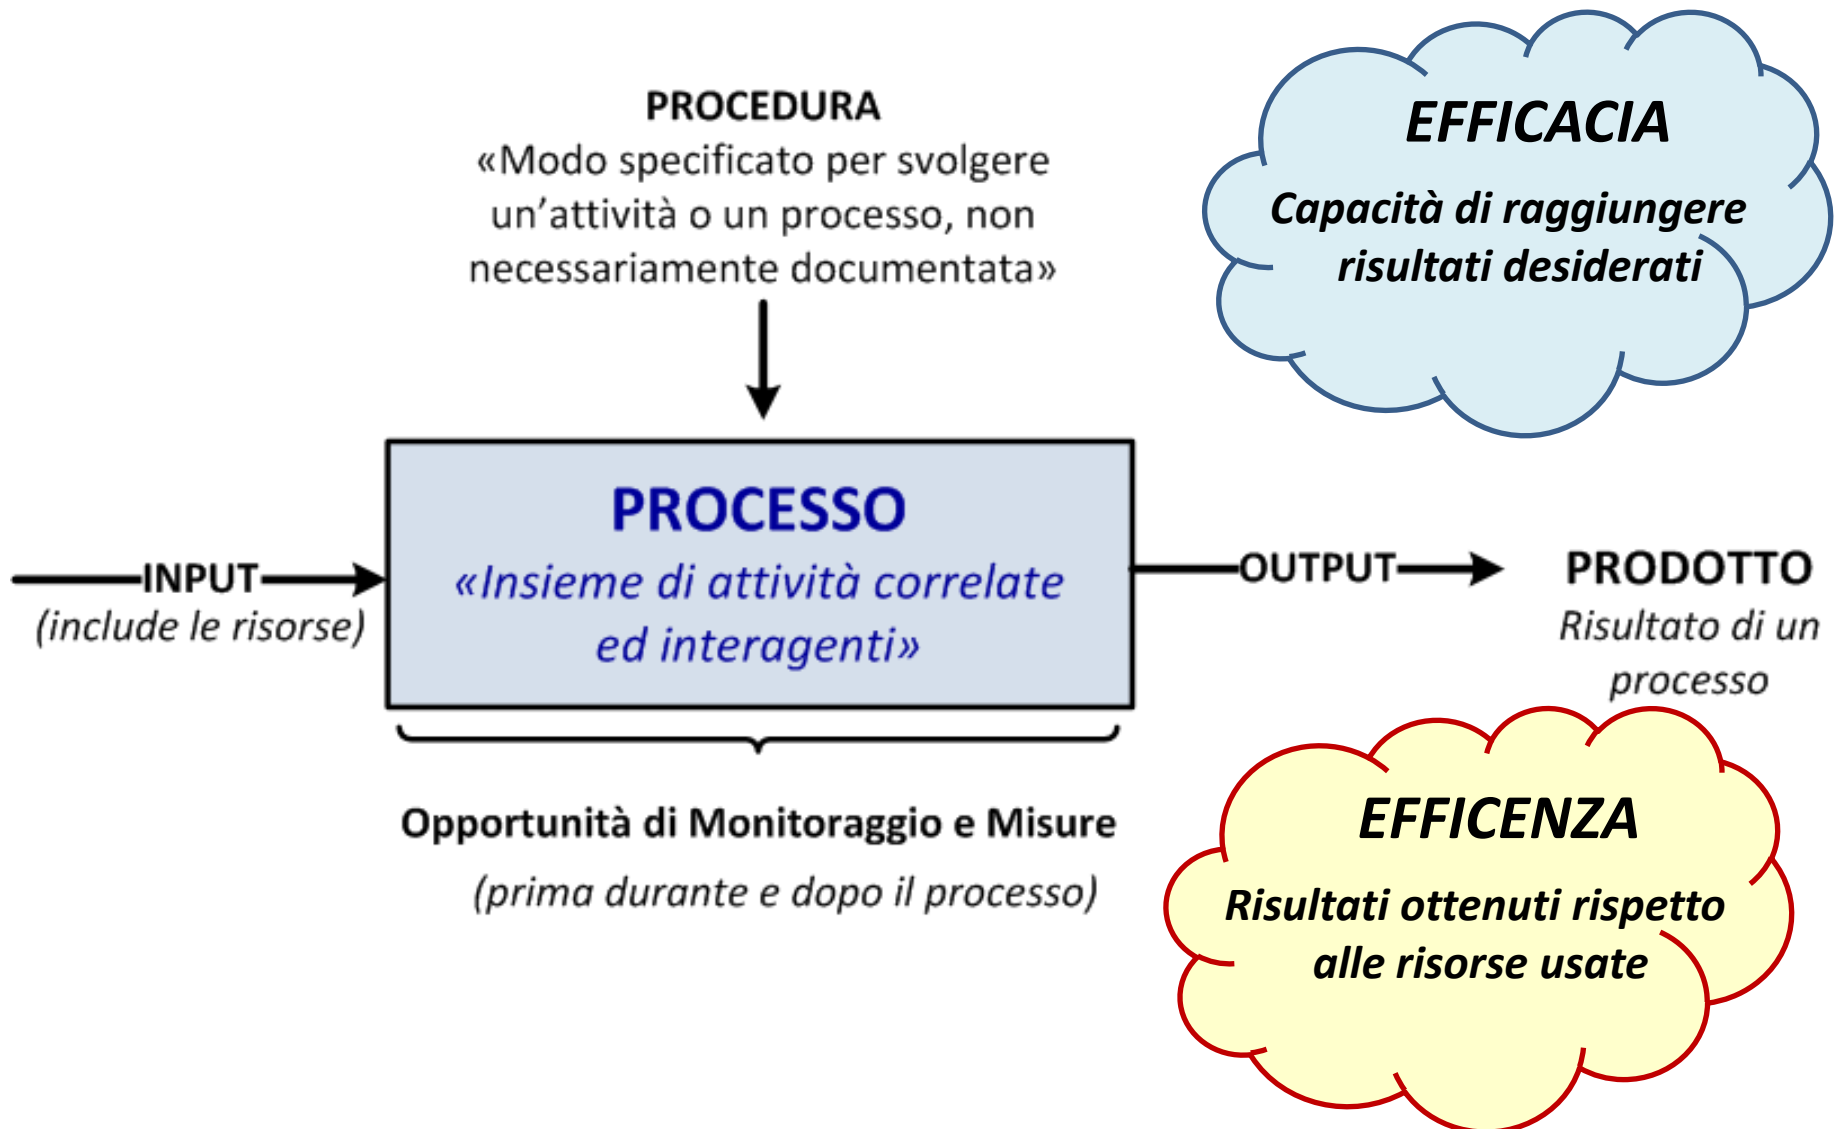 PROCEDURA
«Modo specificato per svolgere
un’attività o un processo, non
necessariamente documentata»
EFFICACIA
Capacità di raggiungere
risultati desiderati
INPUT
(include le risorse)
PROCESSO
«Insieme di attività correlate
ed interagenti»
OUTPUT
PRODOTTO
Risultato di un
processo
Opportunità di Monitoraggio e Misure
(prima durante e dopo il processo)
EFFICENZA
Risultati ottenuti rispetto
alle risorse usate